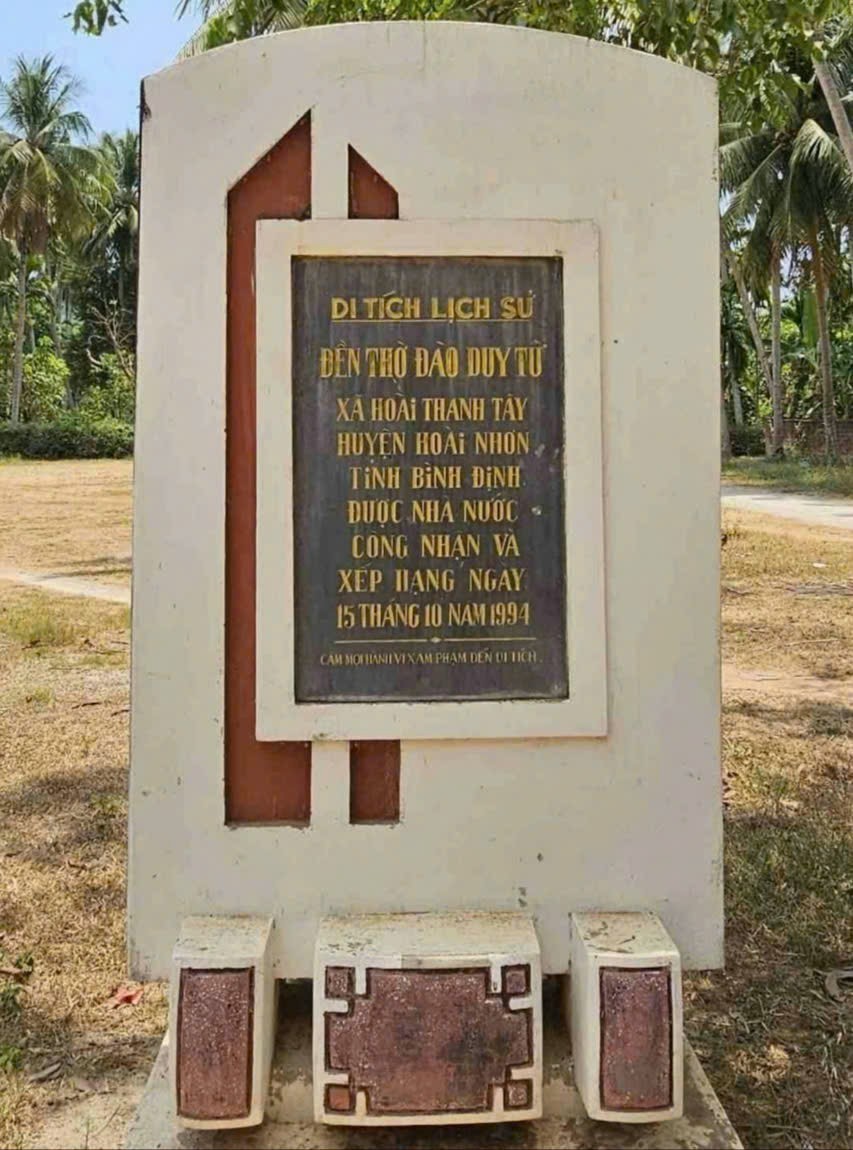 DI TÍCH LỊCH SỬ
ĐỀN THỜ ĐÀO DUY TỪ
XÃ HOÀI THANH TÂY
HUYỆN HOÀI NHƠN
TỈNH BÌNH ĐỊNH
ĐƯỢC NHÀ NƯỚC
CÔNG NHẬN VÀ
XẾP HẠNG NGÀY
15 THÁNG 10 NĂM 1994
CẤM MỌI HÀNH VI XÂM PHẠM ĐẾN DI TÍCH